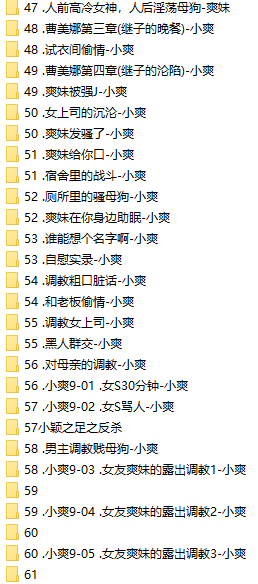 47 .人前高冷女神，人后淫荡母狗-爽妹
48 .曹美娜第三章(继子的晚餐)-小爽
48 .试衣间偷情-小爽
49 .曹美娜第四章(继子的沦陷)-小爽
49 .爽妹被强J-小爽
50 .女上司的沉沦-小爽
50 .爽妹发骚了-小爽
51 .爽妹给你口-小爽
51 .宿舍里的战斗-小爽
52 .厕所里的骚母狗-小爽
52 .爽妹在你身边助眠-小爽
53 .谁能想个名字啊-小爽
53 .自慰实录-小爽
54 .调教粗口脏话-小爽
54 .和老板偷情-小爽
55 .调教女上司-小爽
55 .黑人群交-小爽
56 .对母亲的调教-小爽
56 .小爽9-01 .女S30分钟-小爽
57 .小爽9-02 .女S骂人-小爽
57小颖之足之反杀
58 .男主调教贱母狗-小爽
58 .小爽9-03 .女友爽妹的露出调教1-小爽
59
59 .小爽9-04 .女友爽妹的露出调教2-小爽
60
60 .小爽9-05 .女友爽妹的露出调教3-小爽
61